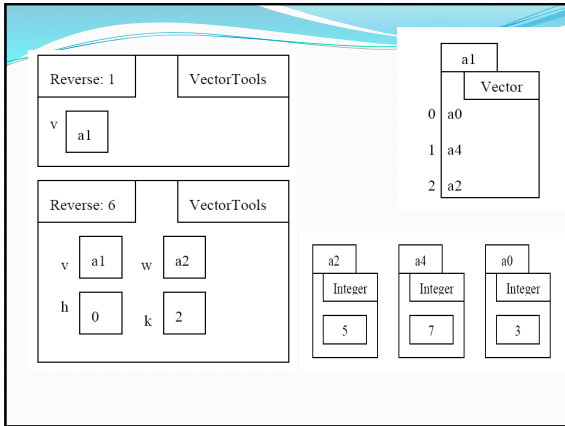 Reverse: 1 VectorTools
v a1
Reverse: 6 VectorTools
v a1 w a2
h 0 k 2
a1
Vector
0 a0
1 a4
2 a2
a2 a4 a0
Integer Integer Integer
5 7 3